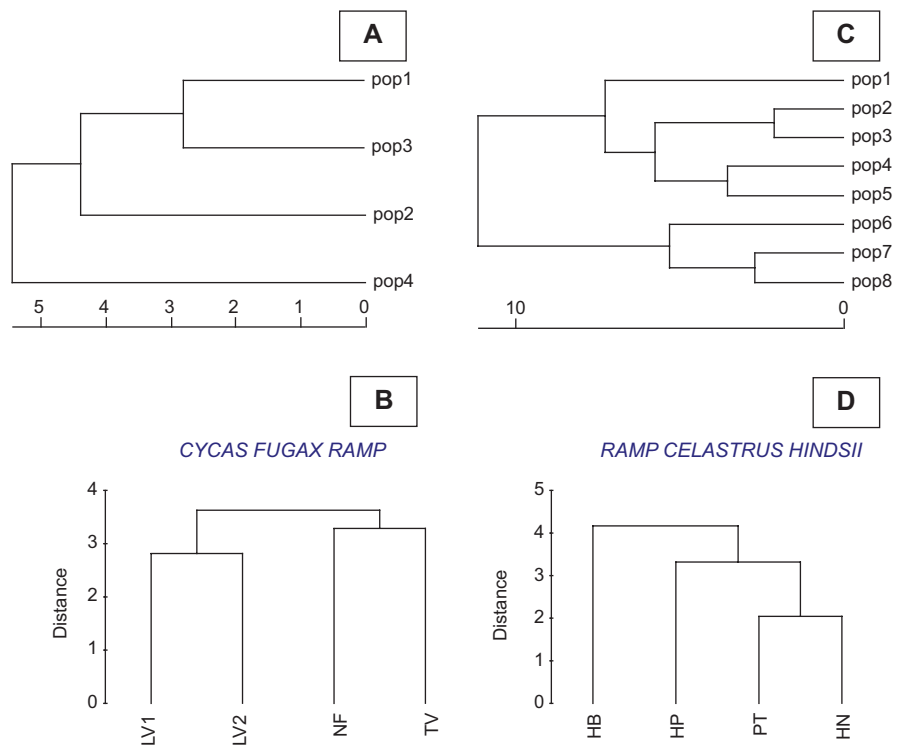 A
pop1
pop3
pop2
pop4
5 4 3 2 1 0
C
pop1
pop2
pop3
pop4
pop5
pop6
pop7
pop8
10 0
B
CYCAS FUGAX RAMP
4
3
2
1
0
Distance
LV1 LV2 NF TV
D
RAMP CELASTRUS HINDSII
5
4
3
2
1
0
Distance
HB HP PT HN